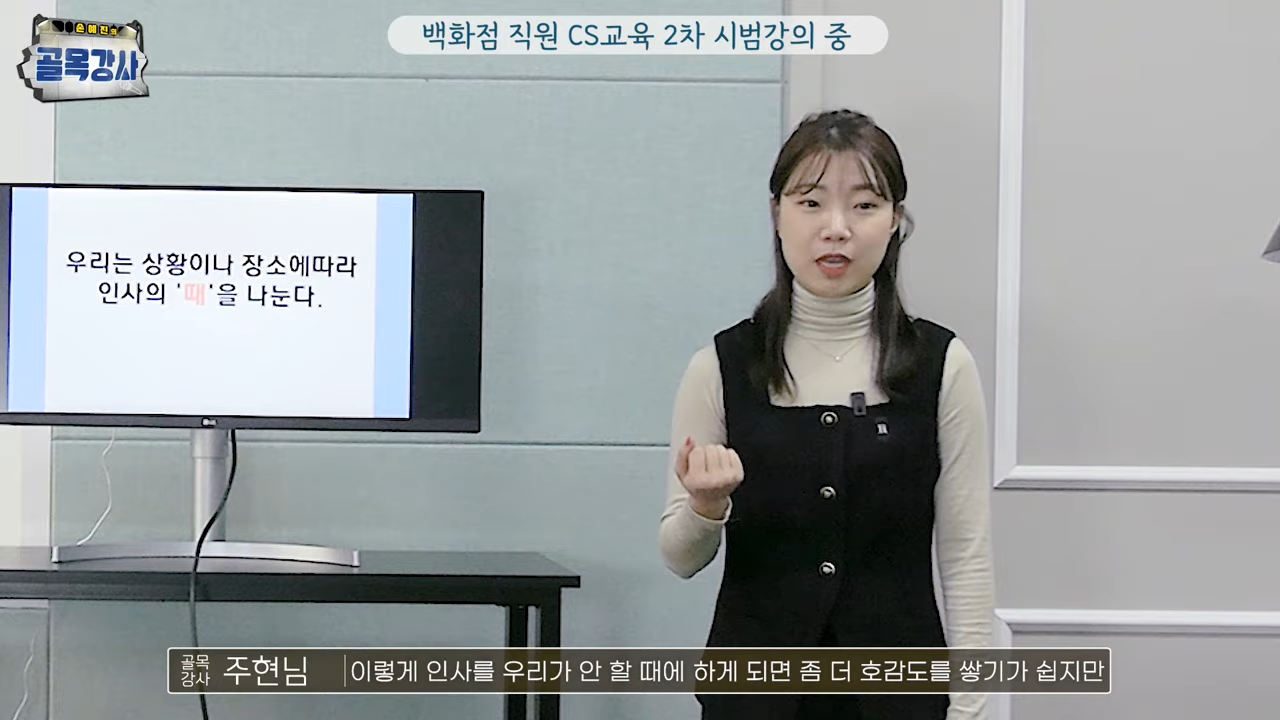 손혜진의
골목강사
백화점 직원 CS교육 2차 시범강의 중
우리는 상황이나 장소에따라
인사의 '때'을 나눈다.
LG
골목
강사
주현님
이렇게 인사를 우리가 안 할 때에 하게 되면 좀 더 호감도를 쌓기가 쉽지만